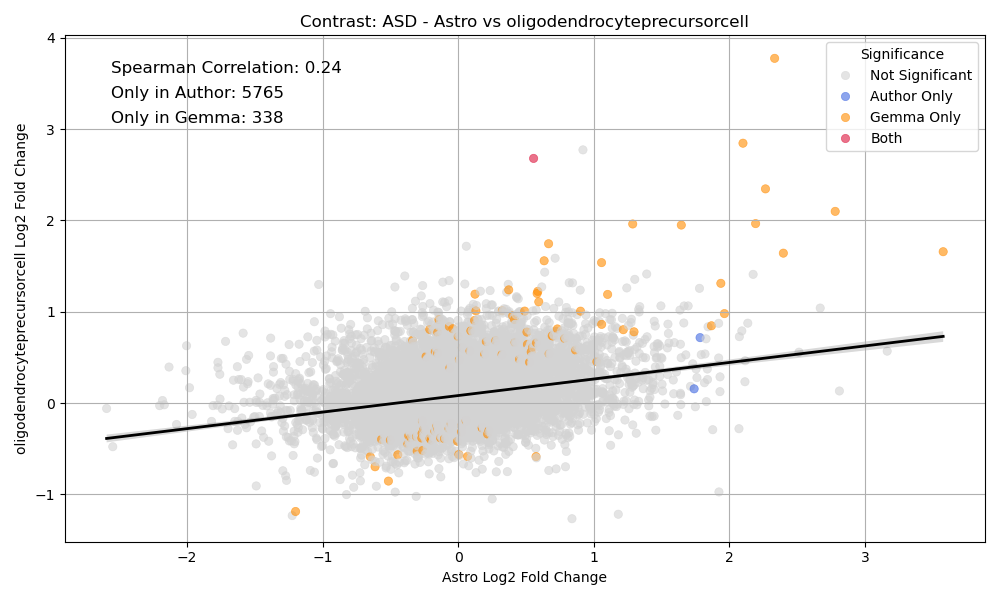 Contrast: ASD - Astro vs oligodendrocyteprecursorcell
Spearman Correlation: 0.24
Only in Author: 5765
Only in Gemma: 338
Significance
Not Significant
Author Only
Gemma Only
Both
oligodendrocyteprecursorcell Log2 Fold Change
4
3
2
1
0
−1
−2
−1
0
1
2
3
Astro Log2 Fold Change